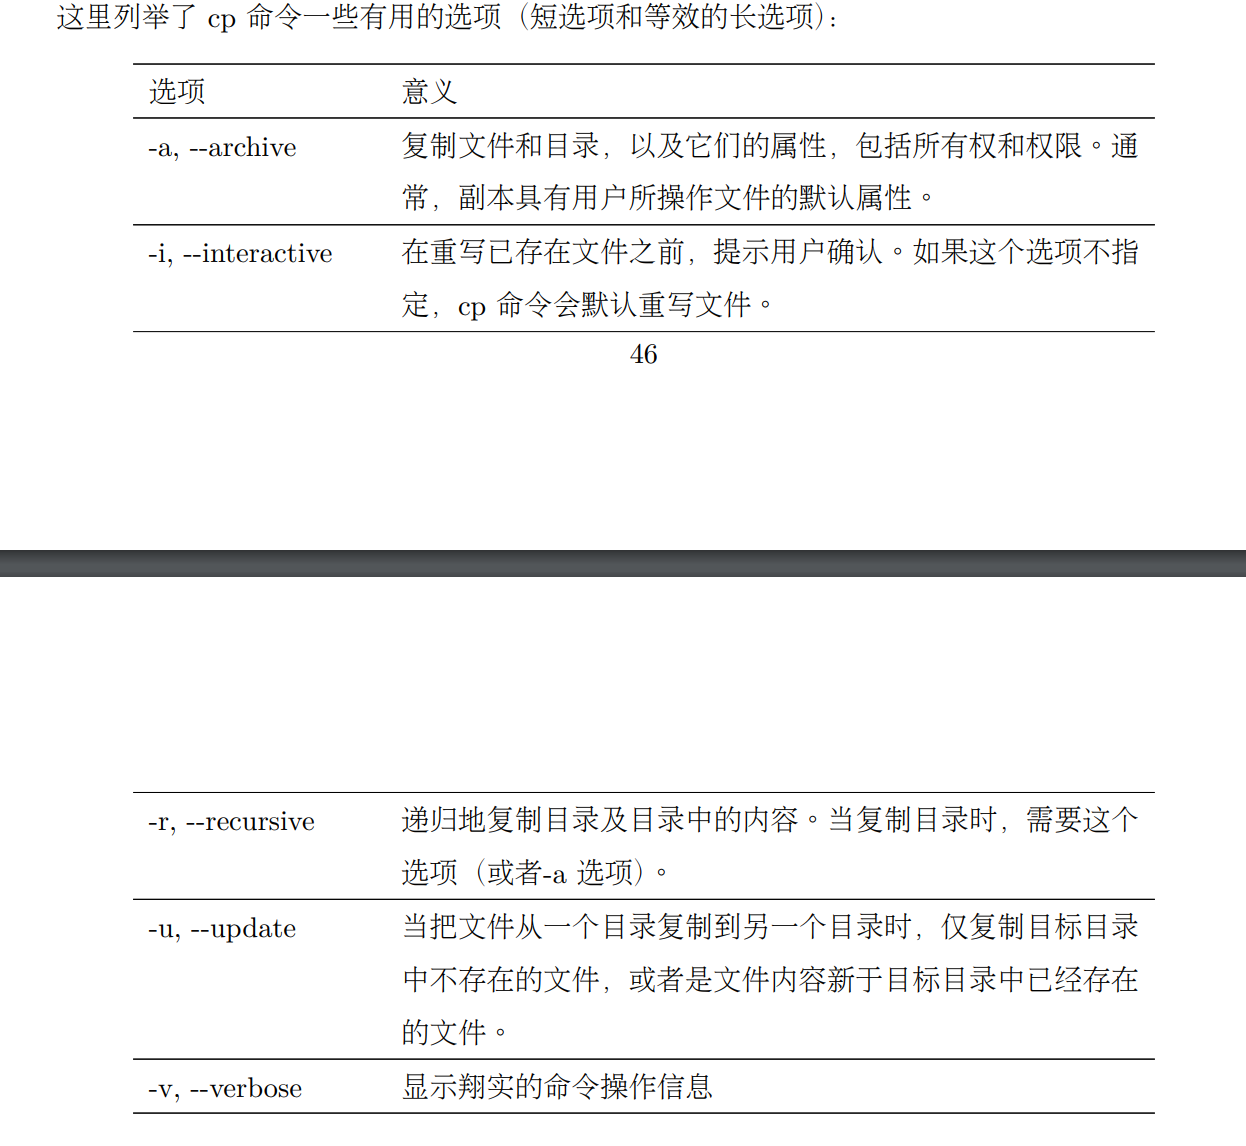 这里列举了 cp 命令一些有用的选项（短选项和等效的长选项）：
选项 意义
-a, --archive 复制文件和目录，以及它们的属性，包括所有权和权限。通
常，副本具有用户所操作文件的默认属性。
-i, --interactive 在重写已存在文件之前，提示用户确认。如果这个选项不指
定，cp 命令会默认重写文件。
46
-r, --recursive 递归地复制目录及目录中的内容。当复制目录时，需要这个
选项（或者-a 选项）。
-u, --update 当把文件从一个目录复制到另一个目录时，仅复制目标目录
中不存在的文件，或者是文件内容新于目标目录中已经存在
的文件。
-v, --verbose 显示翔实的命令操作信息